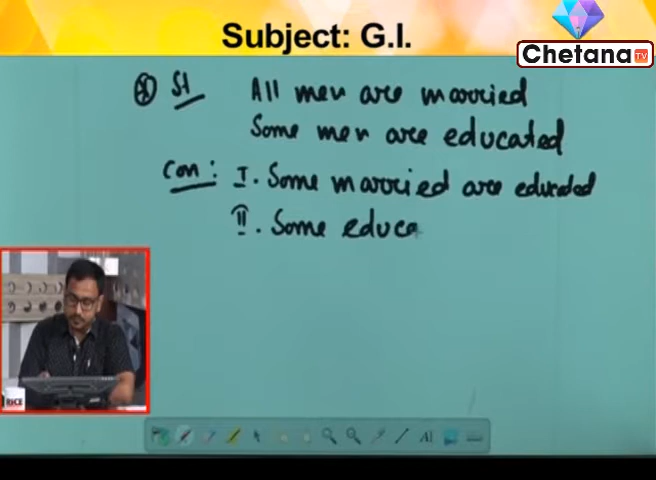 Subject: G.I.
Chetana TV
St All men are married
Some men are educated
Con: I. Some married are educated
II. Some educa
RICE